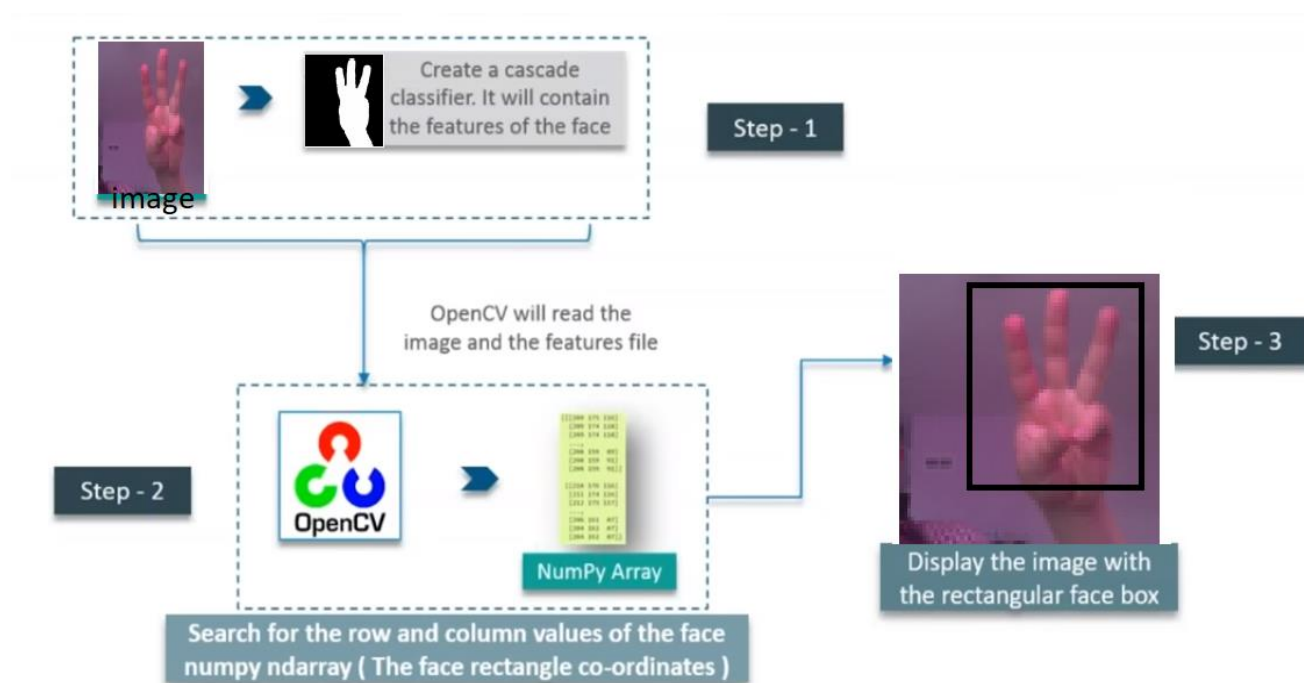 image
Create a cascade
classifier. It will contain
the features of the face
Step - 1
OpenCV will read the
image and the features file
Step - 2
OpenCV
NumPy Array
Search for the row and column values of the face
numpy ndarray ( The face rectangle co-ordinates )
Step - 3
Display the image with
the rectangular face box